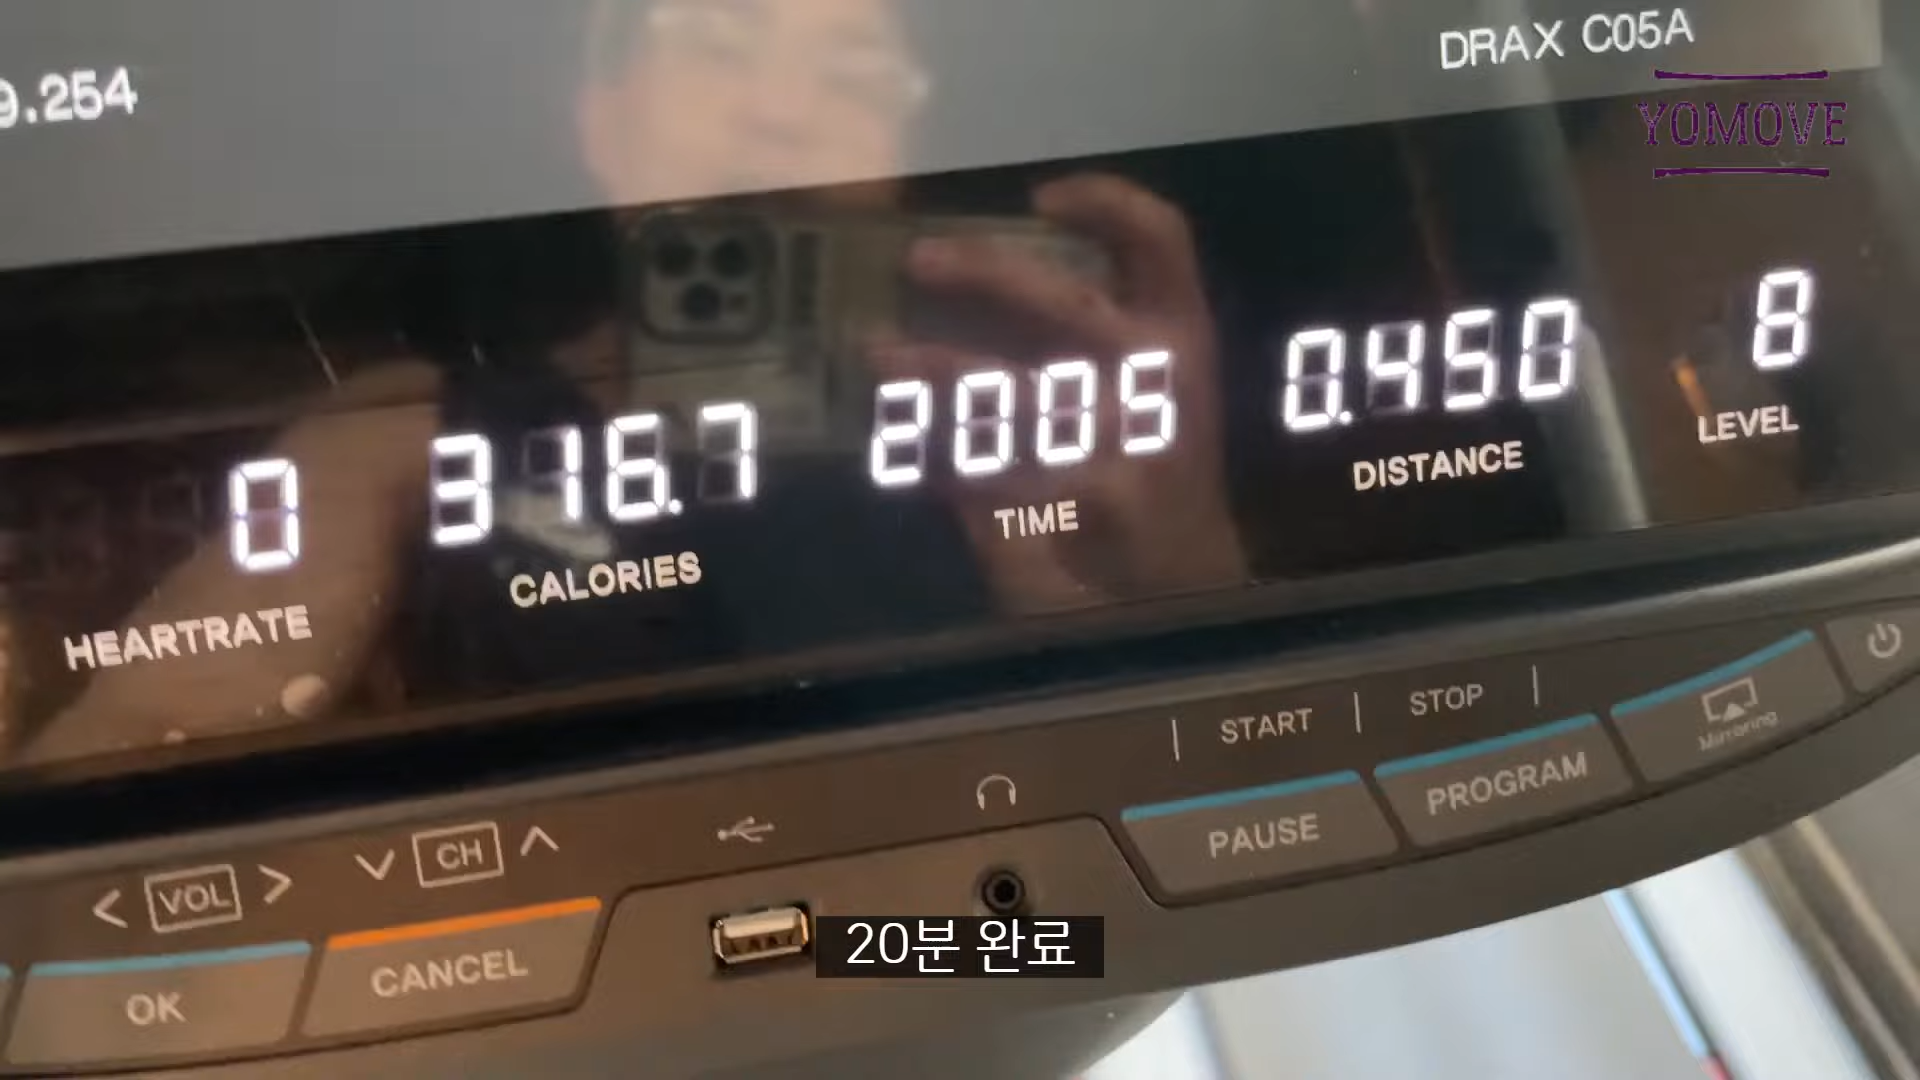 9.254
DRAX C05A
YOMOVE
0
316.7
2005
0.450
8
HEARTRATE
CALORIES
TIME
DISTANCE
LEVEL
START
STOP
< VOL >
CH
PAUSE
PROGRAM
Mirroring
OK
CANCEL
20분 완료